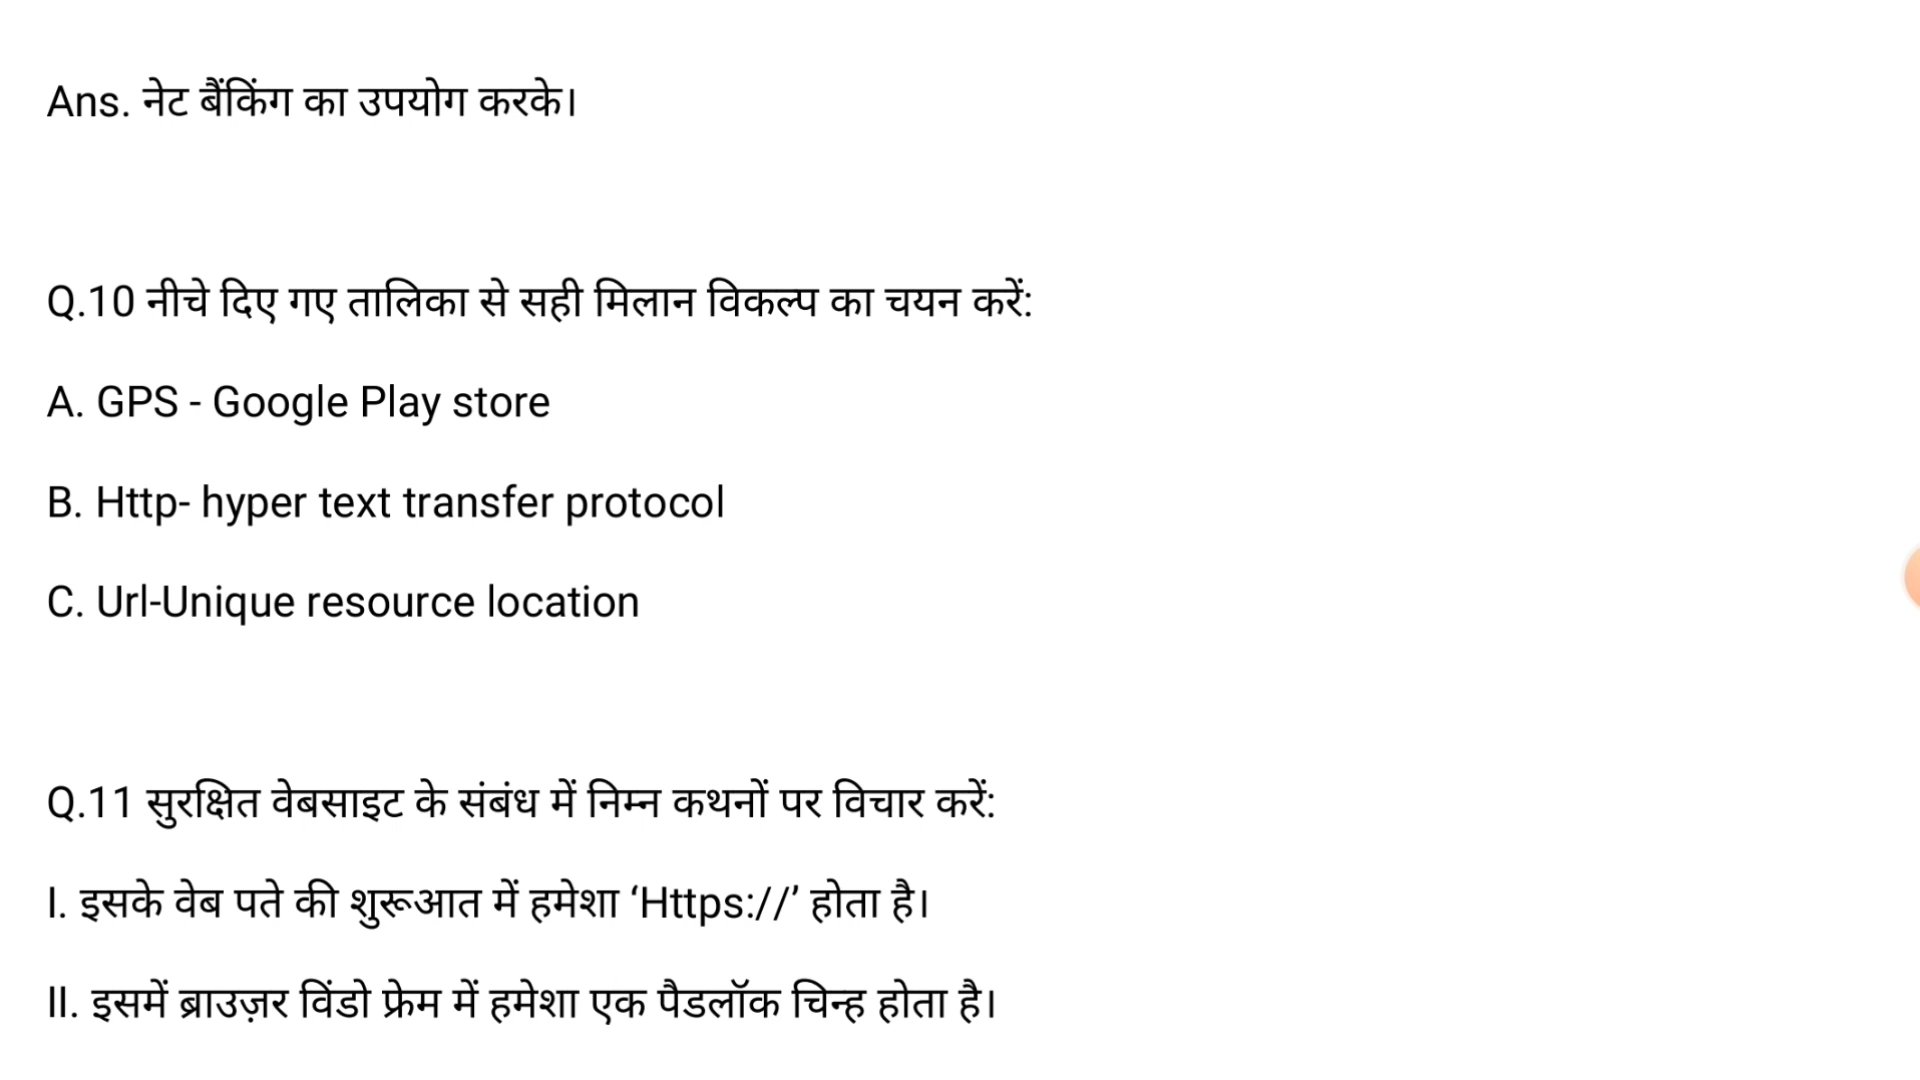 Ans. नेट बैंकिंग का उपयोग करके।
Q.10 नीचे दिए गए तालिका से सही मिलान विकल्प का चयन करें:
A. GPS - Google Play store
B. Http- hyper text transfer protocol
C. Url-Unique resource location
Q.11 सुरक्षित वेबसाइट के संबंध में निम्न कथनों पर विचार करें:
I. इसके वेब पते की शुरूआत में हमेशा ‘Https://’ होता है।
II. इसमें ब्राउज़र विंडो फ्रेम में हमेशा एक पैडलॉक चिन्ह होता है।